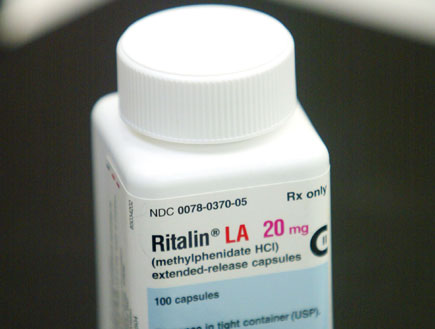 NDC 0078-0370-05 Rx only
Ritalin® LA 20 mg
(methylphenidate HCl)
extended-release capsules
CII
100 capsules
in tight container (USP).